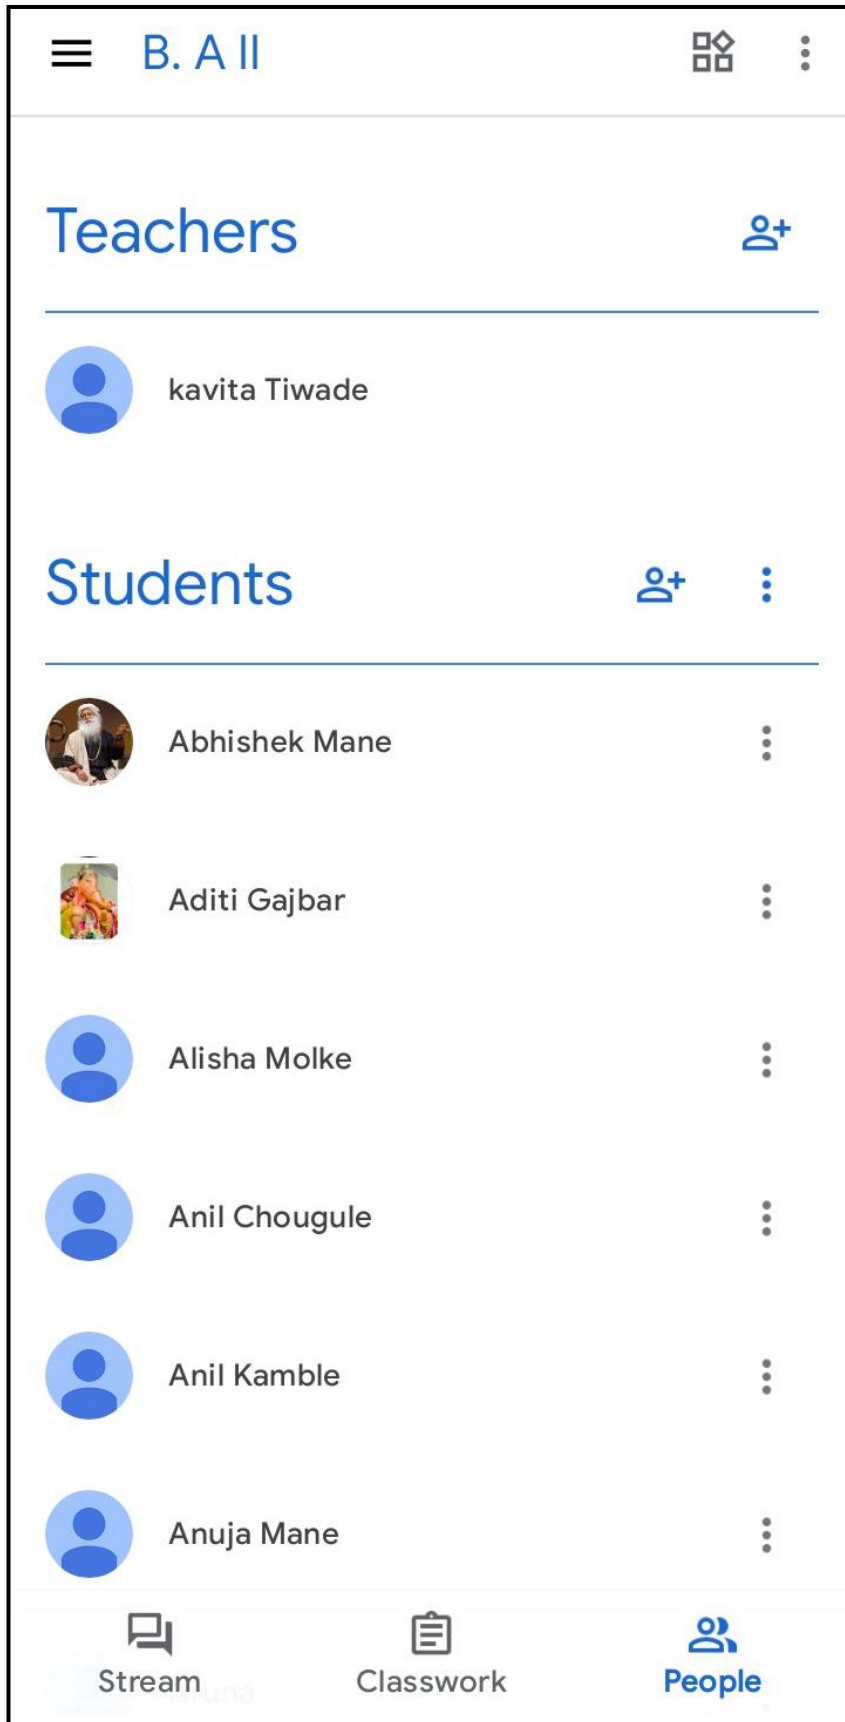 B. A II
Teachers
kavita Tiwade
Students
Abhishek Mane
Aditi Gajbar
Alisha Molke
Anil Chougule
Anil Kamble
Anuja Mane
Aruna
Stream
Classwork
People